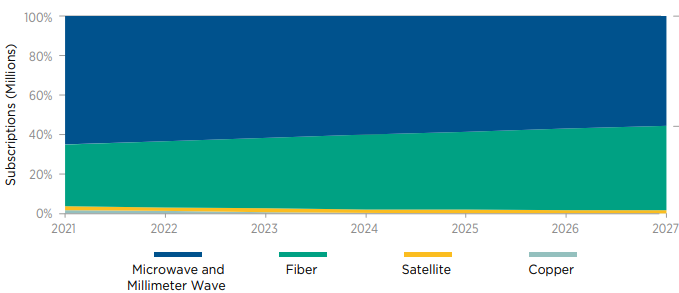 Subscriptions (Millions)
100%
80%
60%
40%
20%
0%
2021 2022 2023 2024 2025 2026 2027
Microwave and
Millimeter Wave
Fiber
Satellite
Copper